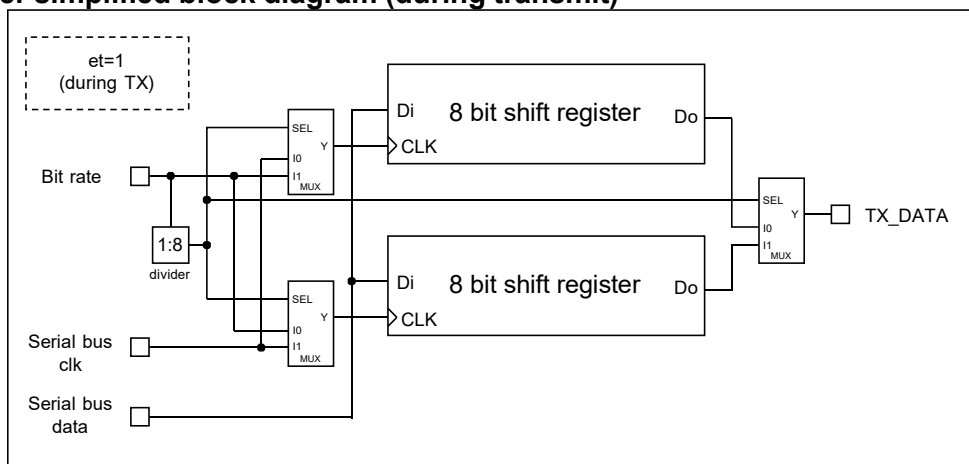 simplified block diagram (during transmit)
et=1
(during TX)
8 bit shift register
Di
Do
CLK
SEL
I0
I1
Y
MUX
Bit rate
SEL
I0
I1
Y
MUX
TX_DATA
1:8
divider
8 bit shift register
Di
Do
CLK
SEL
I0
I1
Y
MUX
Serial bus
clk
Serial bus
data